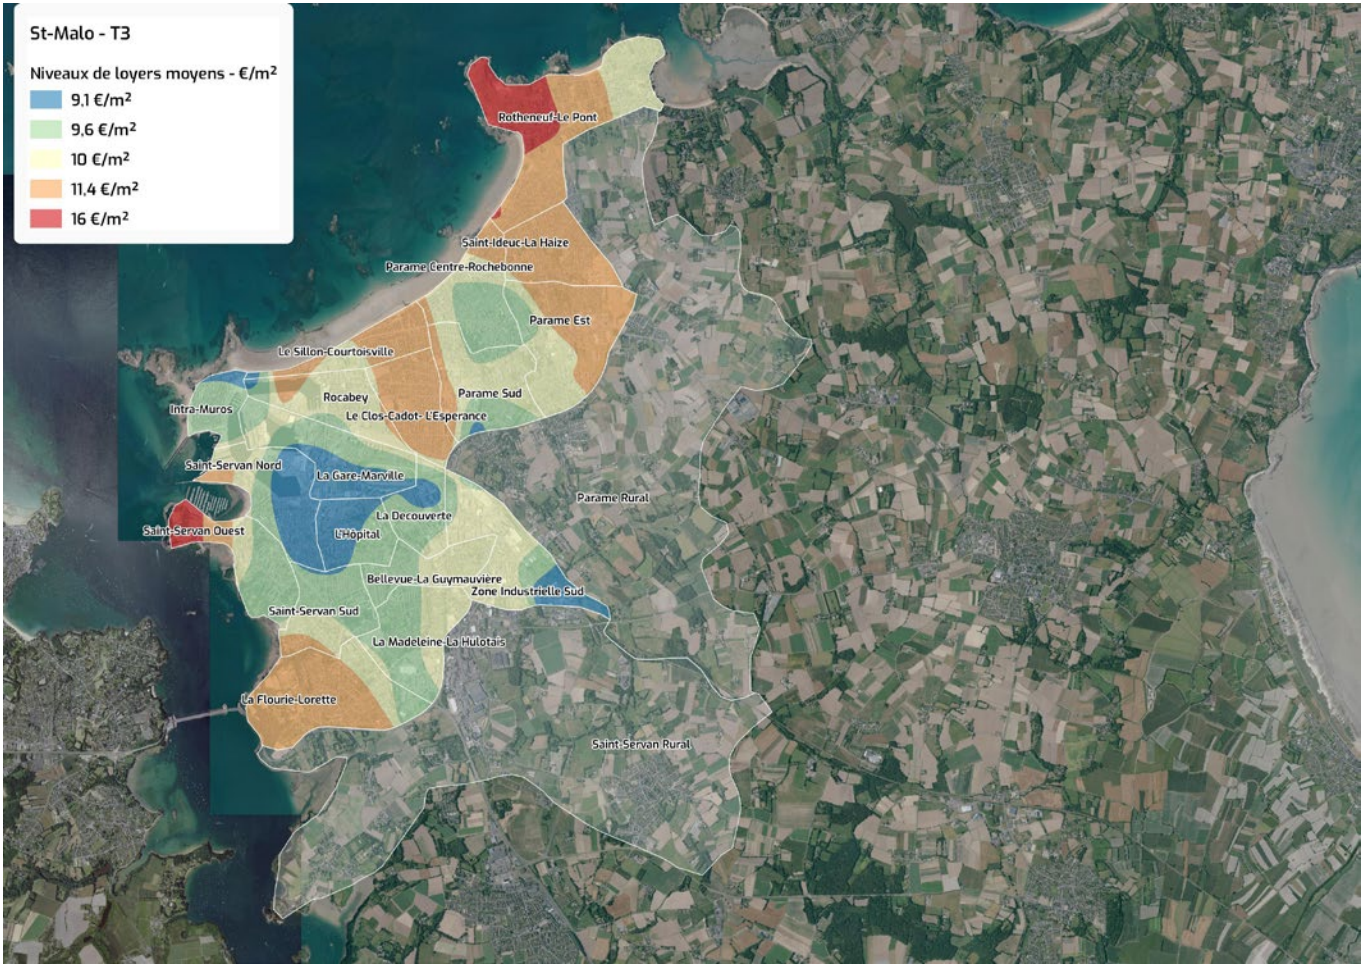 St-Malo - T3
Niveaux de loyers moyens - €/m²
9,1 €/m²
9,6 €/m²
10 €/m²
11,4 €/m²
16 €/m²
Rotheneuf-Le Pont
Saint-Ideuc-La Haize
Parame Centre-Rochebonne
Parame Est
Le Sillon-Courtoisville
Parame Sud
Rocabey
Intra-Muros
Le Clos-Cadot- L'Esperance
Saint-Servan Nord
La Gare-Marville
Parame Rural
La Decouverte
Saint-Servan Ouest
L'Hôpital
Bellevue-La Guymauvière
Zone Industrielle Sud
Saint-Servan Sud
La Madeleine-La Hulotais
La Flourie-Lorette
Saint-Servan Rural